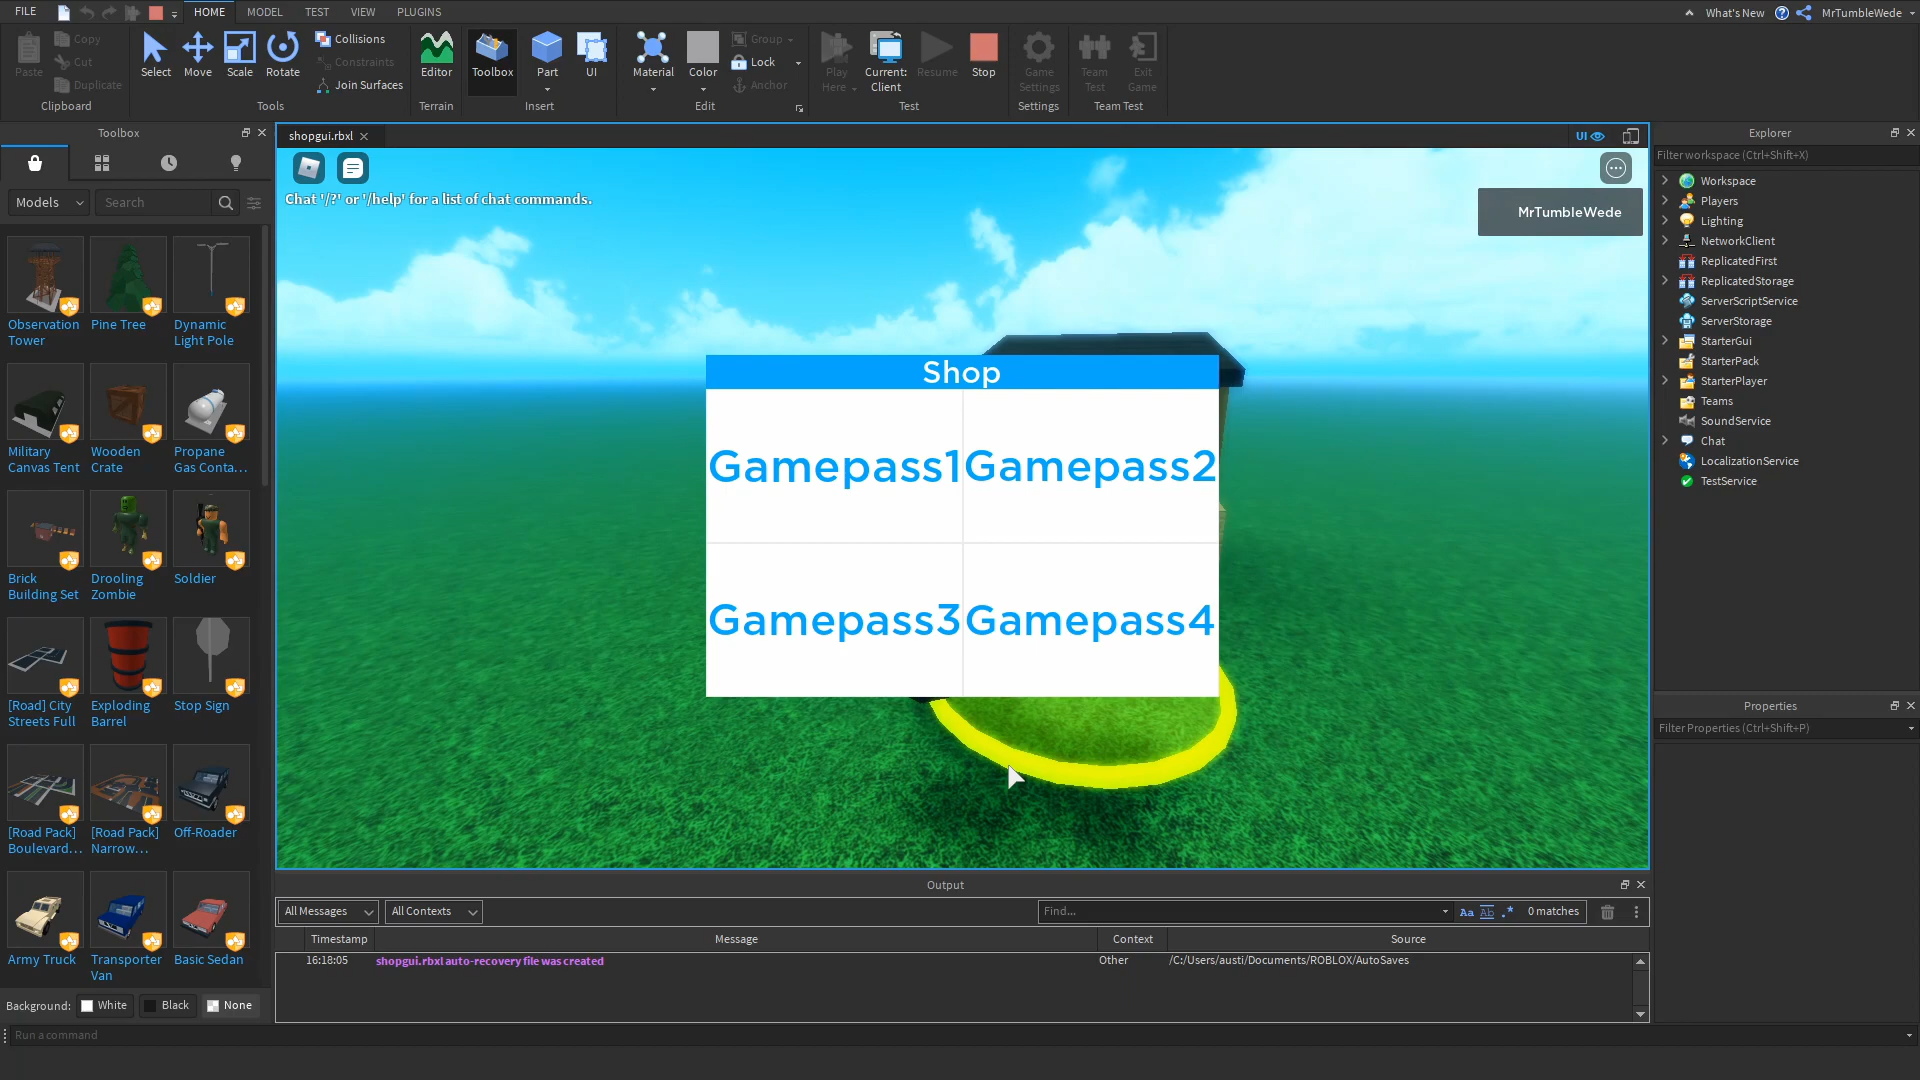 FILE
HOME
MODEL
TEST
VIEW
PLUGINS
What's New
MrTumbleWede
Paste
Copy
Cut
Duplicate
Clipboard
Select
Move
Scale
Rotate
Collisions
Constraints
Join Surfaces
Tools
Editor
Terrain
Toolbox
Part
UI
Insert
Material
Color
Group
Lock
Anchor
Edit
Play
Here
Current:
Client
Resume
Stop
Test
Game
Settings
Settings
Team
Test
Exit
Game
Team Test
Toolbox
Models
Search
Observation
Tower
Pine Tree
Dynamic
Light Pole
Military
Canvas Tent
Wooden
Crate
Propane
Gas Conta...
Brick
Building Set
Drooling
Zombie
Soldier
[Road] City
Streets Full
Exploding
Barrel
Stop Sign
[Road Pack]
Boulevard...
[Road Pack]
Narrow...
Off-Roader
Army Truck
Transporter
Van
Basic Sedan
Background:
White
Black
None
Run a command
shopgui.rbxl
UI
Chat '/?' or '/help' for a list of chat commands.
MrTumbleWede
Shop
Gamepass1
Gamepass2
Gamepass3
Gamepass4
Output
All Messages
All Contexts
Find...
Aa
Ab
.*
0 matches
Timestamp
Message
Context
Source
16:18:05
shopgui.rbxl auto-recovery file was created
Other
/C:/Users/austi/Documents/ROBLOX/AutoSaves
Explorer
Filter workspace (Ctrl+Shift+X)
Workspace
Players
Lighting
NetworkClient
ReplicatedFirst
ReplicatedStorage
ServerScriptService
ServerStorage
StarterGui
StarterPack
StarterPlayer
Teams
SoundService
Chat
LocalizationService
TestService
Properties
Filter Properties (Ctrl+Shift+P)